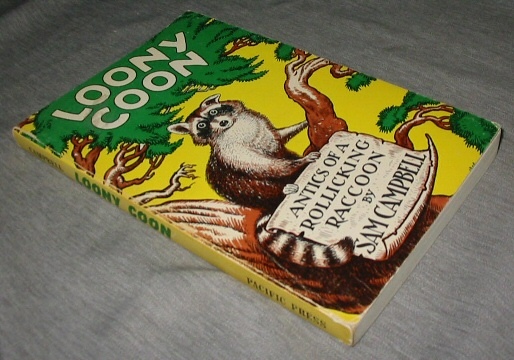 LOONY
COON
ANTICS OF A
ROLLICKING
RACCOON
BY
SAM CAMPBELL
LOONY COON
PACIFIC PRESS